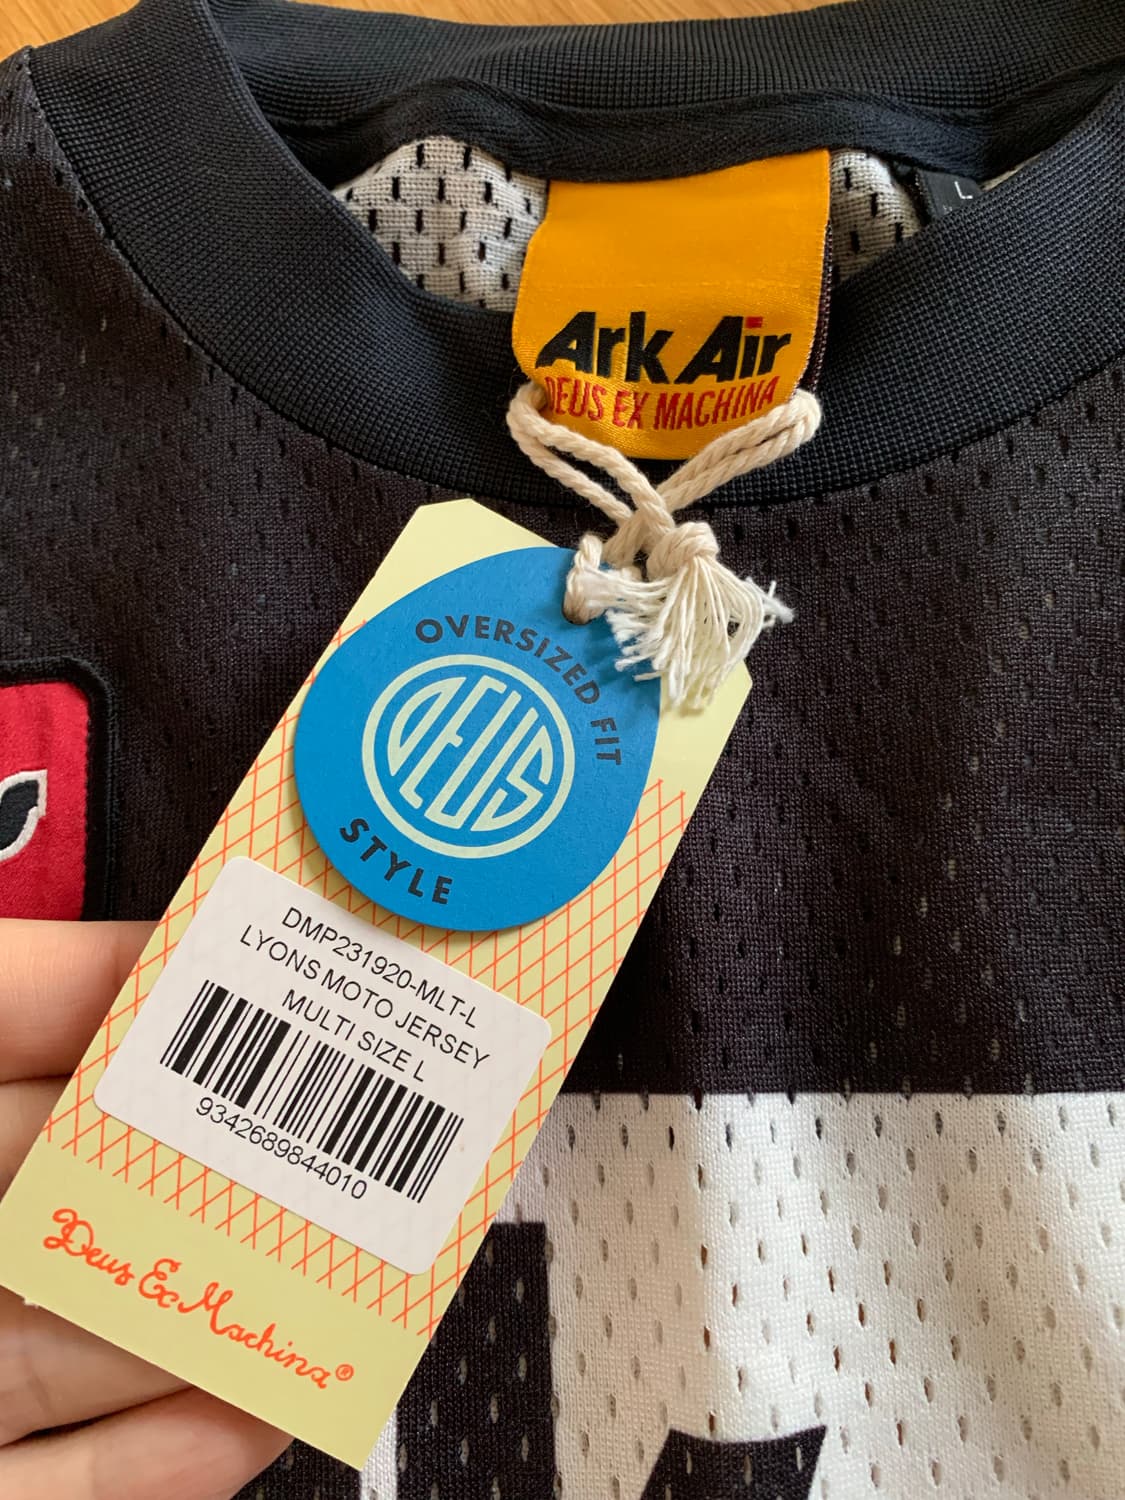 L
Ark Air
DEUS EX MACHINA
OVERSIZED FIT
DEUS
STYLE
DMP231920-MLT-L
LYONS MOTO JERSEY
MULTI SIZE L
9342689844010
Deus Ex Machina®